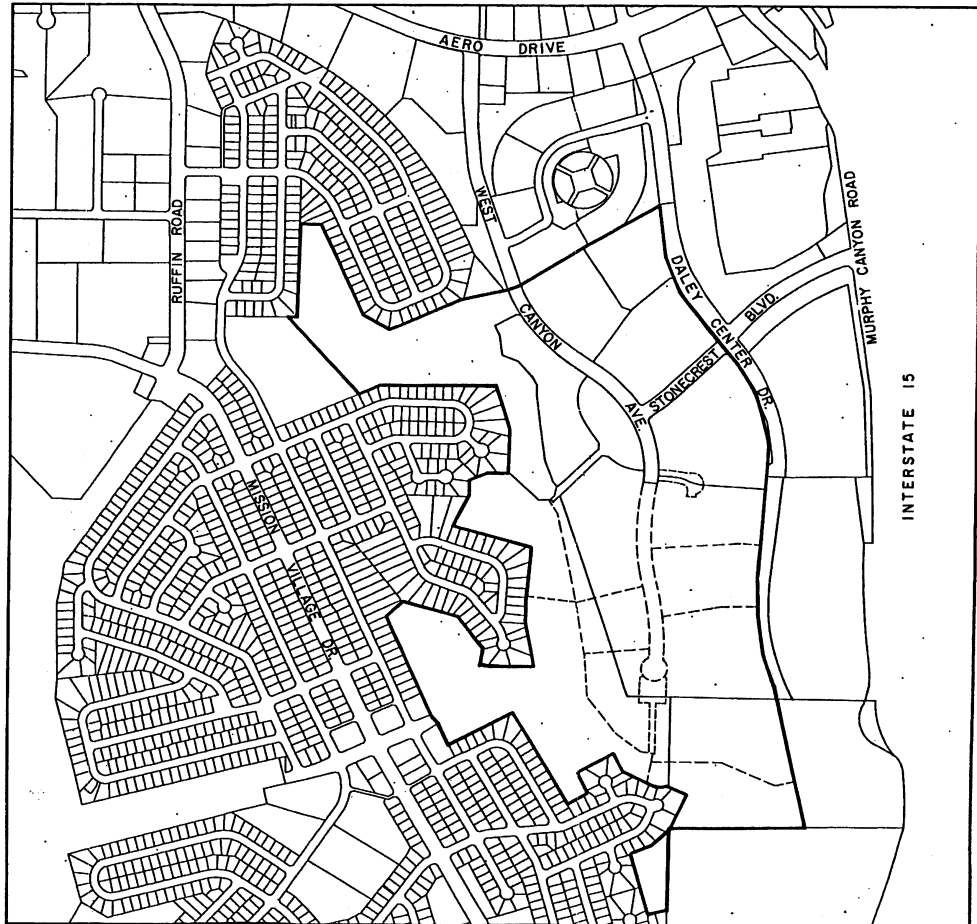 AERO DRIVE
RUFFIN ROAD
WEST
CANYON
AVE.
DALEY CENTER DR.
STONECREST BLVD.
MURPHY CANYON ROAD
INTERSTATE 15
MISSION
VILLAGE DR.